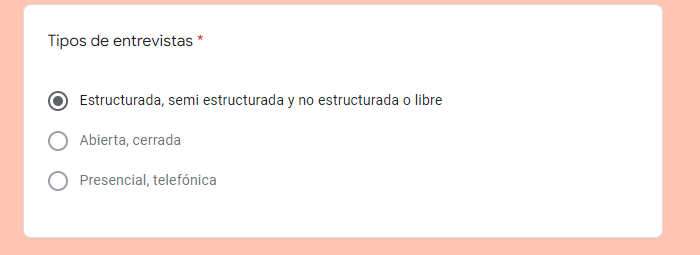 Tipos de entrevistas *
Estructurada, semi estructurada y no estructurada o libre
Abierta, cerrada
Presencial, telefónica